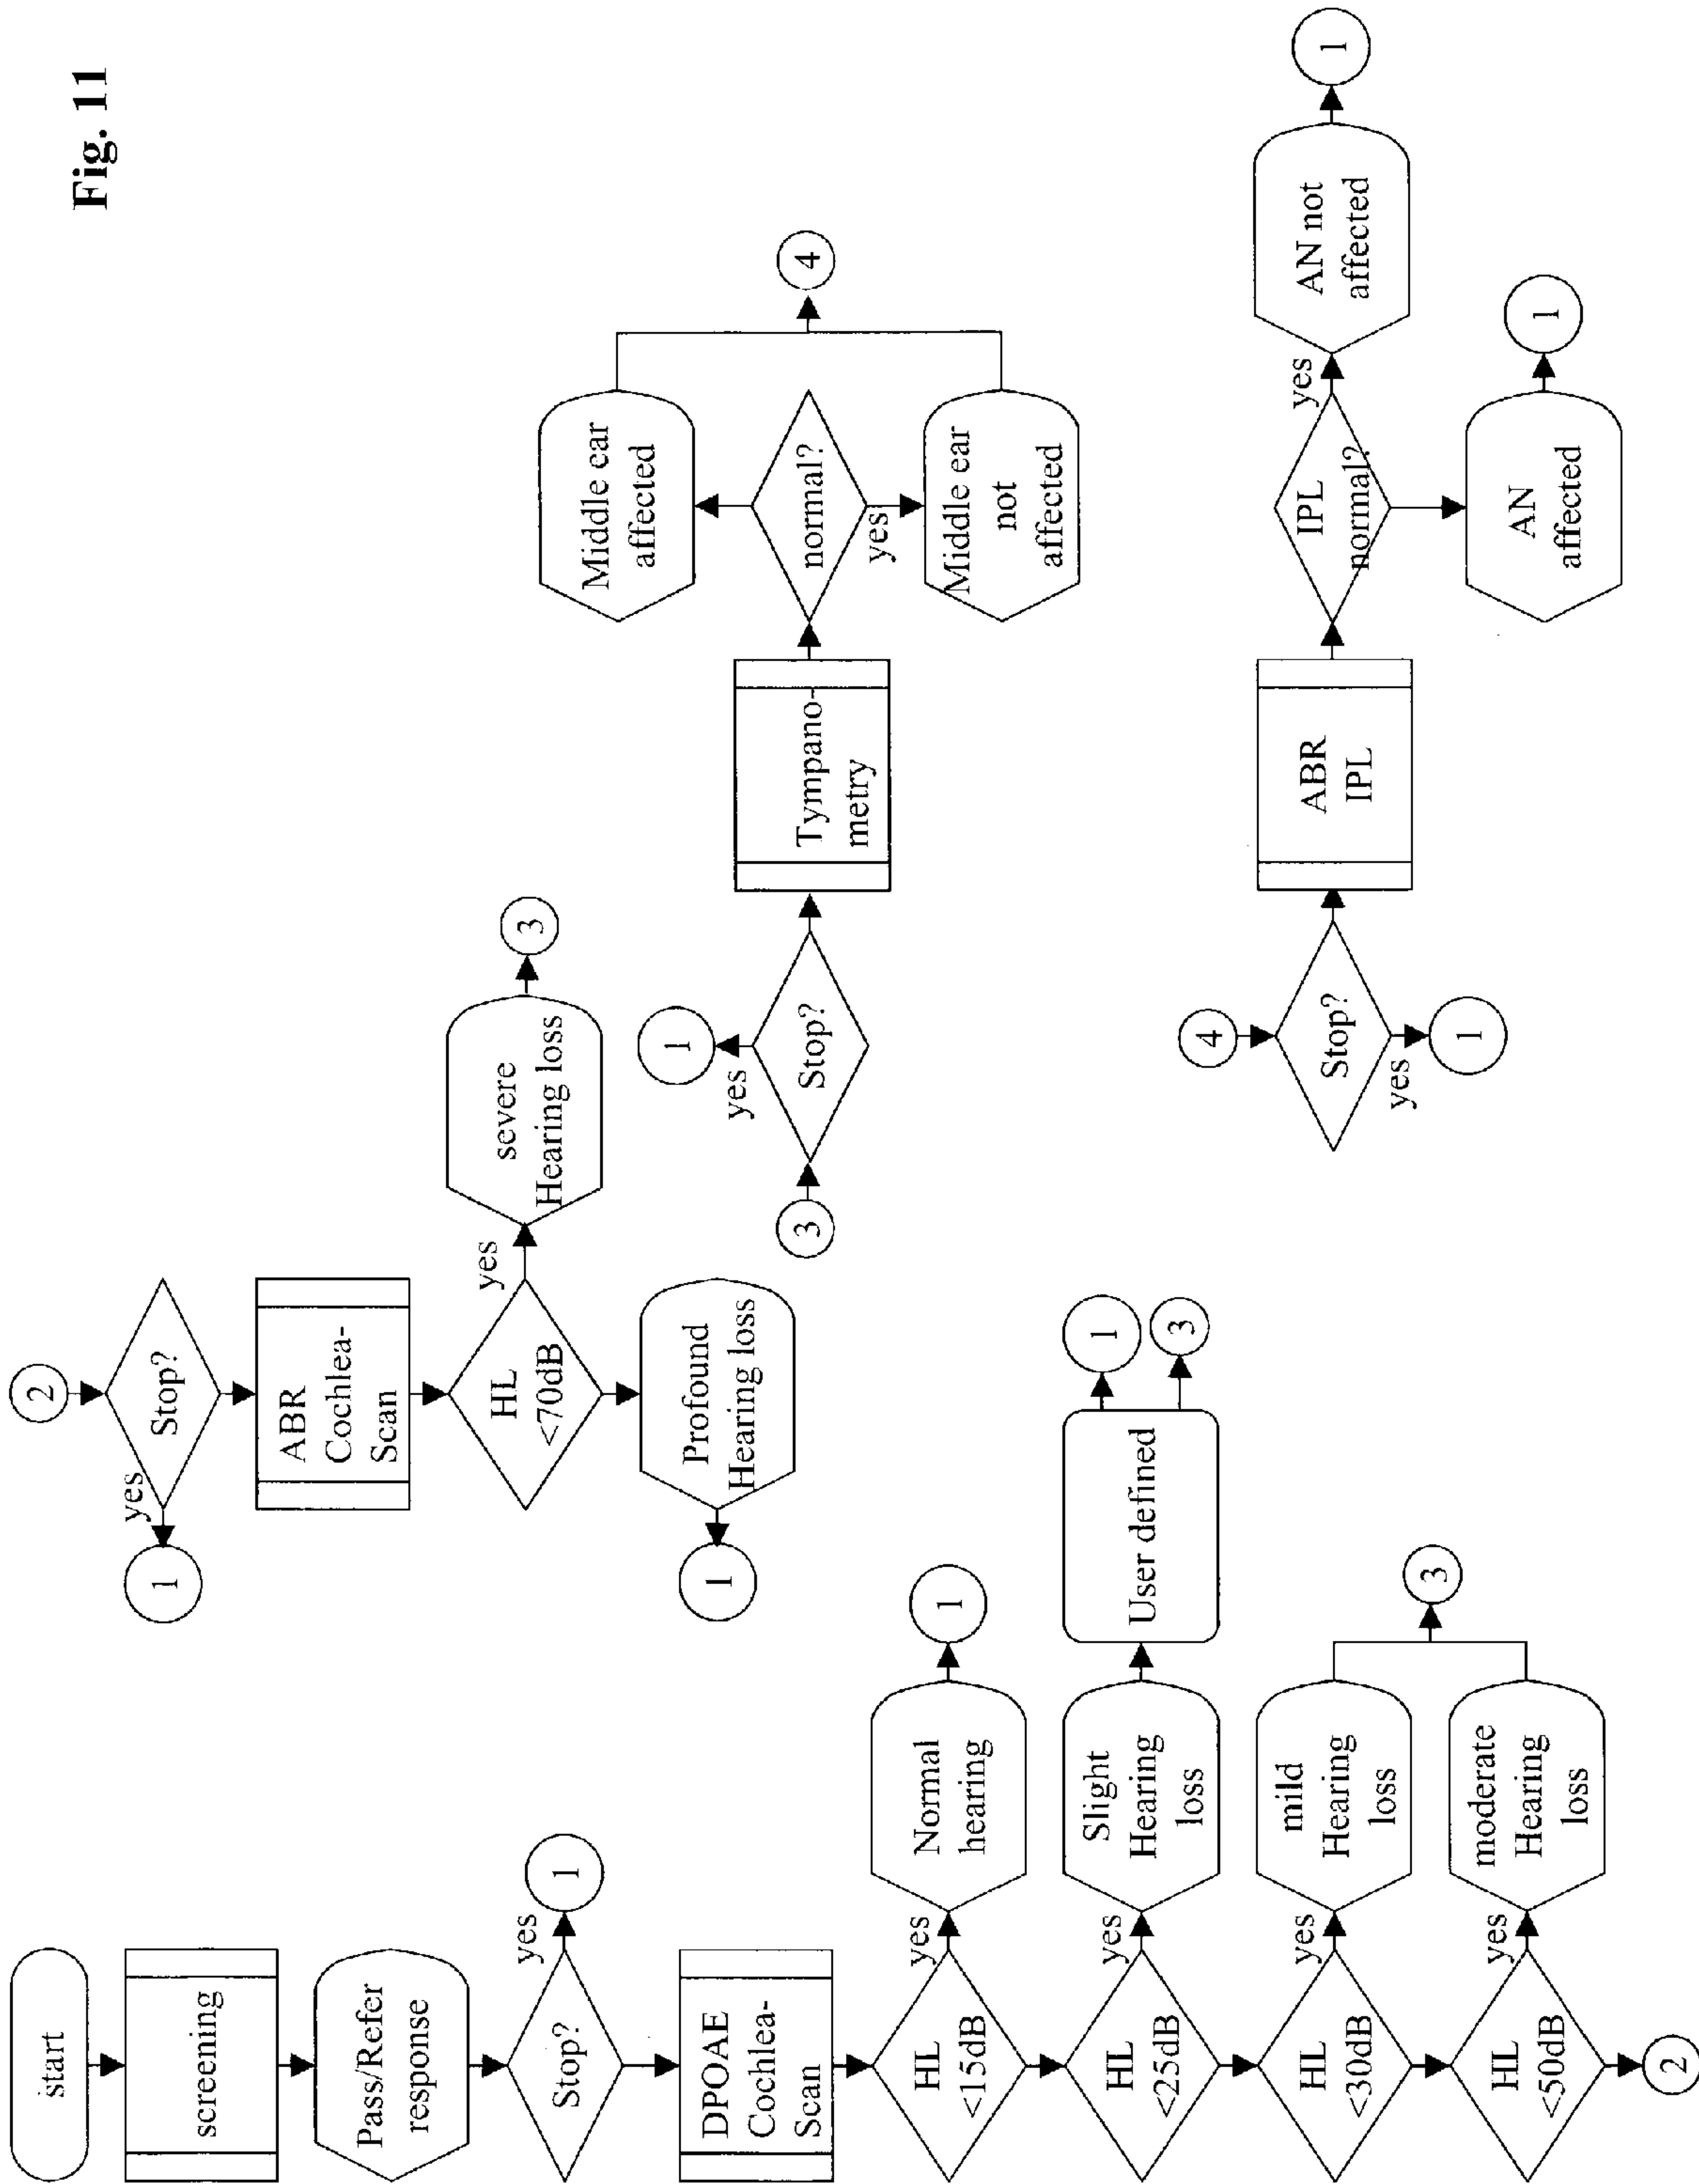 Fig. 11
start
screening
Pass/Refer
response
Stop?
yes
1
DPOAE
Cochlea-
Scan
HL
<15dB
yes
Normal
hearing
1
HL
<25dB
yes
Slight
Hearing
loss
User defined
1
3
HL
<30dB
yes
mild
Hearing
loss
HL
<50dB
yes
moderate
Hearing
loss
3
2
2
Stop?
yes
1
ABR
Cochlea-
Scan
HL
<70dB
yes
severe
Hearing loss
3
Profound
Hearing loss
1
3
Stop?
yes
1
Tympano-
metry
normal?
yes
Middle ear
affected
Middle ear
not
affected
4
4
Stop?
yes
1
ABR
IPL
IPL
normal?
yes
AN not
affected
1
AN
affected
1